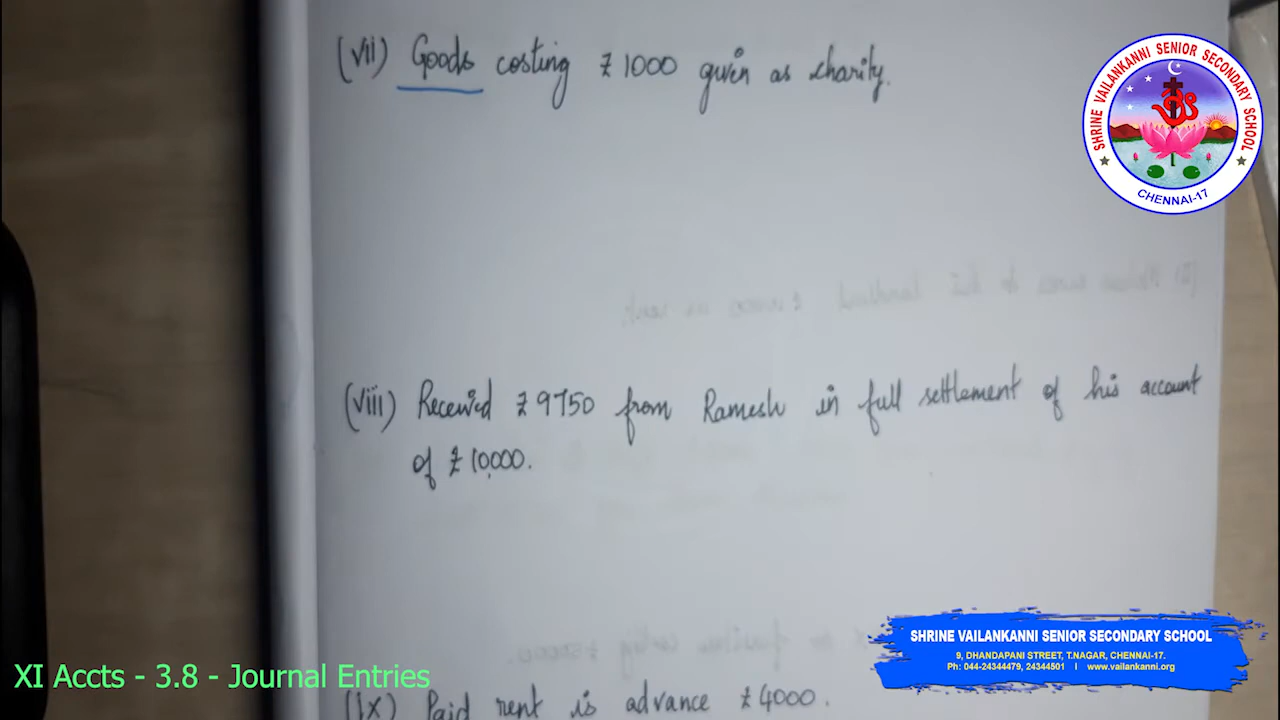 (vii) Goods costing ₹ 1000 given as charity.
(viii) Received ₹ 9750 from Ramesh in full settlement of his account
of ₹ 10,000.
(ix) Paid rent is advance ₹ 4000.
SHRINE VAILANKANNI SENIOR SECONDARY SCHOOL
CHENNAI-17
SHRINE VAILANKANNI SENIOR SECONDARY SCHOOL
9, DHANDAPANI STREET, T.NAGAR, CHENNAI-17.
Ph: 044-24344479, 24344501 I www.vailankanni.org
XI Accts - 3.8 - Journal Entries